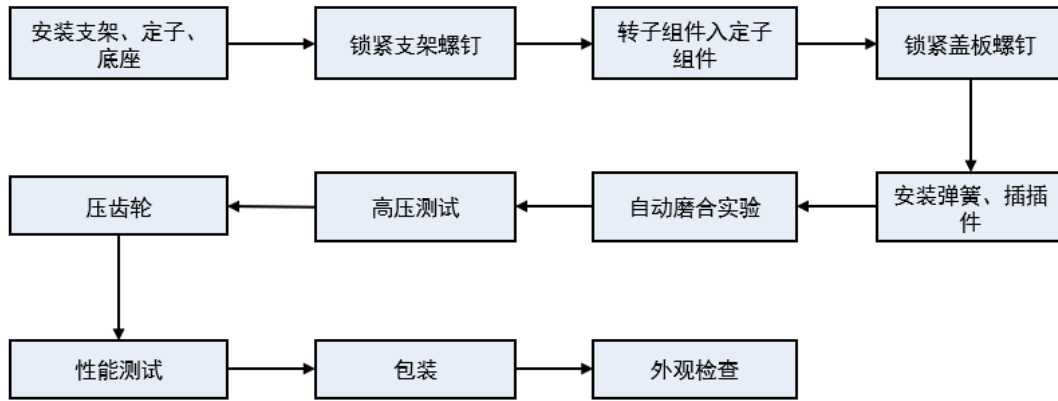 安装支架、定子、
底座
锁紧支架螺钉
转子组件入定子
组件
锁紧盖板螺钉
安装弹簧、插插
件
自动磨合实验
高压测试
压齿轮
性能测试
包装
外观检查